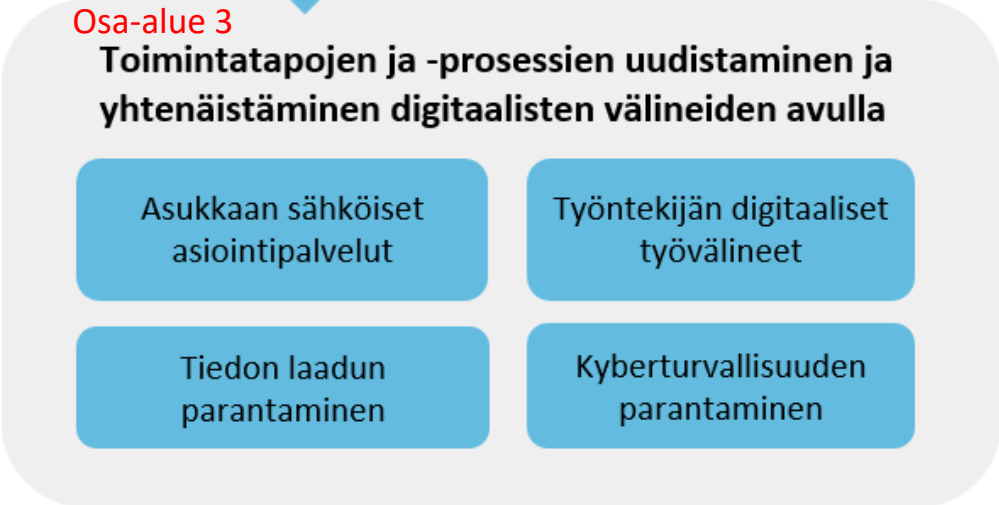 Osa-alue 3
Toimintatapojen ja -prosessien uudistaminen ja
yhtenäistäminen digitaalisten välineiden avulla
Asukkaan sähköiset
asiointipalvelut
Työntekijän digitaaliset
työvälineet
Tiedon laadun
parantaminen
Kyberturvallisuuden
parantaminen